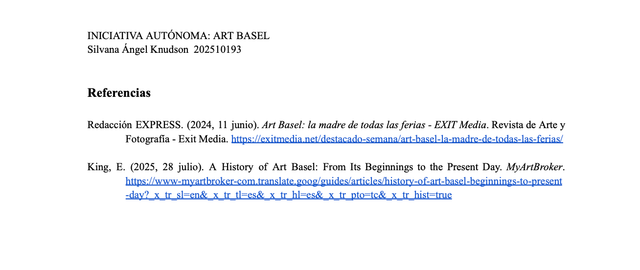 INICIATIVA AUTÓNOMA: ART BASEL
Silvana Ángel Knudson 202510193
Referencias
Redacción EXPRESS. (2024, 11 junio). Art Basel: la madre de todas las ferias - EXIT Media. Revista de Arte y
Fotografía - Exit Media. https://exitmedia.net/destacado-semana/art-basel-la-madre-de-todas-las-ferias/
King, E. (2025, 28 julio). A History of Art Basel: From Its Beginnings to the Present Day. MyArtBroker.
https://www-myartbroker-com.translate.goog/guides/articles/history-of-art-basel-beginnings-to-present
-day?_x_tr_sl=en&_x_tr_tl=es&_x_tr_hl=es&_x_tr_pto=tc&_x_tr_hist=true